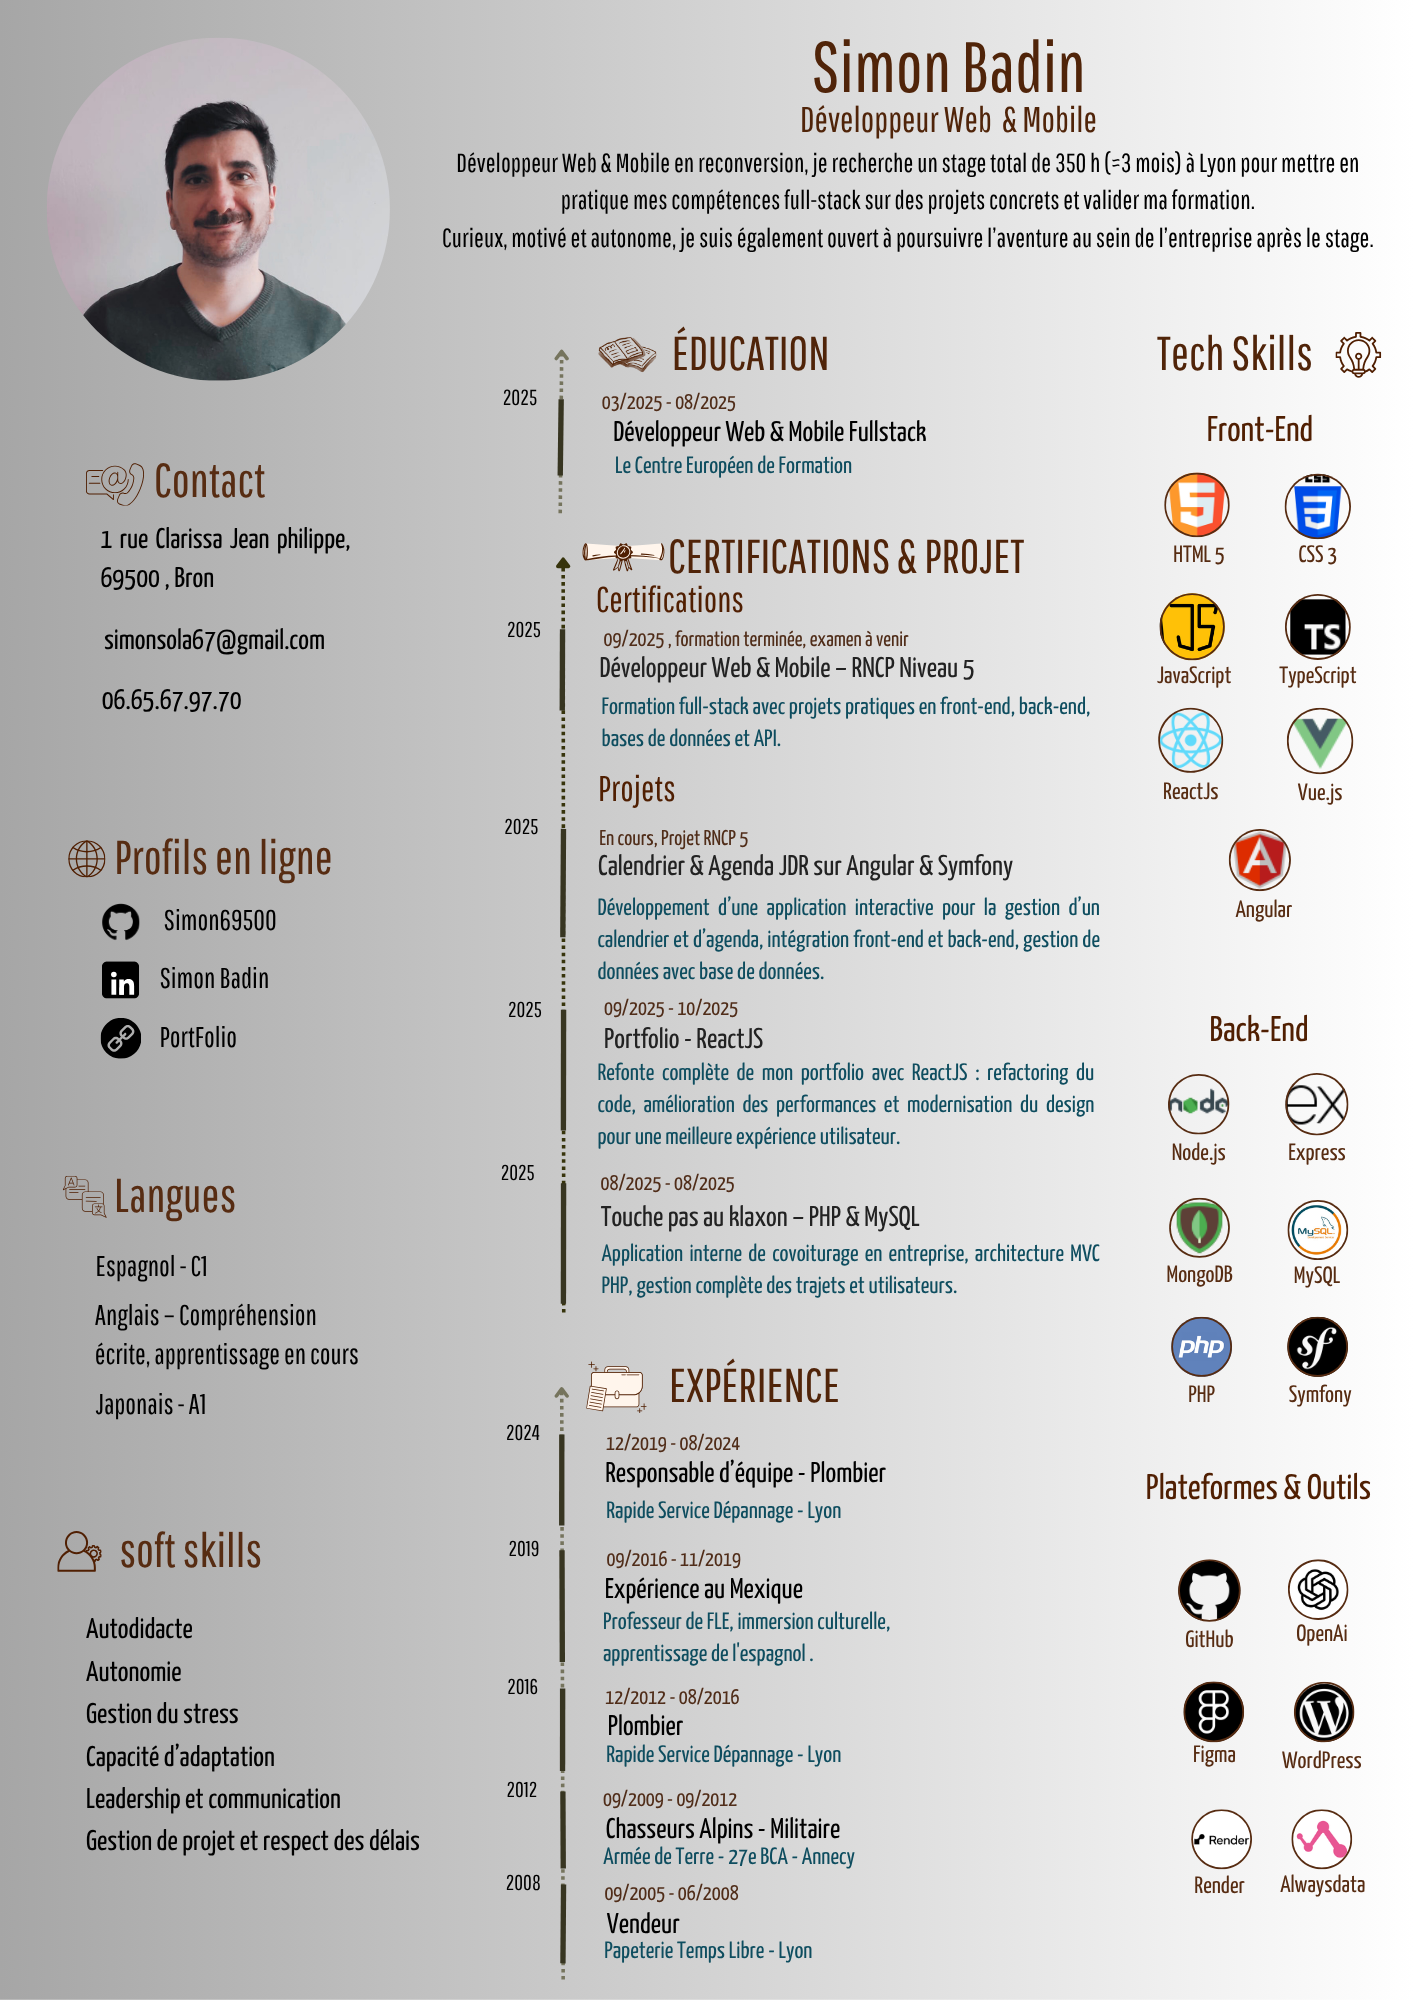 Simon Badin
Développeur Web & Mobile
Développeur Web & Mobile en reconversion, je recherche un stage total de 350 h (=3 mois) à Lyon pour mettre en
pratique mes compétences full-stack sur des projets concrets et valider ma formation.
Curieux, motivé et autonome, je suis également ouvert à poursuivre l'aventure au sein de l'entreprise après le stage.
Contact
1 rue Clarissa Jean philippe,
69500 , Bron
simonsola67@gmail.com
06.65.67.97.70
Profils en ligne
Simon69500
in Simon Badin
PortFolio
Langues
Espagnol - C1
Anglais – Compréhension
écrite, apprentissage en cours
Japonais - A1
soft skills
Autodidacte
Autonomie
Gestion du stress
Capacité d'adaptation
Leadership et communication
Gestion de projet et respect des délais
ÉDUCATION
2025
03/2025 - 08/2025
Développeur Web & Mobile Fullstack
Le Centre Européen de Formation
CERTIFICATIONS & PROJET
Certifications
2025
09/2025 , formation terminée, examen à venir
Développeur Web & Mobile – RNCP Niveau 5
Formation full-stack avec projets pratiques en front-end, back-end,
bases de données et API.
Projets
2025
En cours, Projet RNCP 5
Calendrier & Agenda JDR sur Angular & Symfony
Développement d'une application interactive pour la gestion d'un
calendrier et d'agenda, intégration front-end et back-end, gestion de
données avec base de données.
2025
09/2025 - 10/2025
Portfolio - ReactJS
Refonte complète de mon portfolio avec ReactJS : refactoring du
code, amélioration des performances et modernisation du design
pour une meilleure expérience utilisateur.
2025
08/2025 - 08/2025
Touche pas au klaxon – PHP & MySQL
Application interne de covoiturage en entreprise, architecture MVC
PHP, gestion complète des trajets et utilisateurs.
EXPÉRIENCE
2024
12/2019 - 08/2024
Responsable d'équipe - Plombier
Rapide Service Dépannage - Lyon
2019
09/2016 - 11/2019
Expérience au Mexique
Professeur de FLE, immersion culturelle,
apprentissage de l'espagnol .
2016
12/2012 - 08/2016
Plombier
Rapide Service Dépannage - Lyon
2012
09/2009 - 09/2012
Chasseurs Alpins - Militaire
Armée de Terre - 27e BCA - Annecy
2008
09/2005 - 06/2008
Vendeur
Papeterie Temps Libre - Lyon
Tech Skills
Front-End
5 CSS 3
HTML 5 CSS 3
JS TS
JavaScript TypeScript
ReactJs Vue.js
A
Angular
Back-End
node ex
Node.js Express
MySQL
MongoDB MySQL
php sf
PHP Symfony
Plateformes & Outils
GitHub OpenAi
W
Figma WordPress
Render
Render Alwaysdata